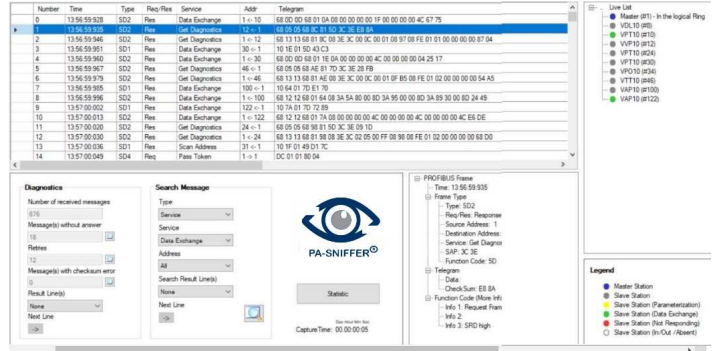 Number Time Type Req/Res Service Addr Telegram
0 13:56:59:928 SD2 Res Data Exchange 1 <- 10 68 0D 0D 68 01 0A 08 00 00 00 00 1F 00 00 00 00 4C 67 75
1 13:56:59:935 SD2 Res Get Diagnostics 12 <- 1 68 05 05 68 8C 81 5D 3C 3E E8 8A
2 13:56:59:946 SD2 Res Get Diagnostics 1 <- 12 68 13 13 68 81 8C 08 3E 3C 00 0C 00 01 08 97 08 FE 01 01 00 00 00 00 87 04
3 13:56:59:951 SD1 Res Data Exchange 30 <- 1 10 1E 01 5D 43 C3
4 13:56:59:960 SD2 Res Data Exchange 1 <- 30 68 0D 0D 68 01 1E 0A 00 00 00 00 4C 00 00 00 00 04 25 17
5 13:56:59:967 SD2 Res Get Diagnostics 46 <- 1 68 05 05 68 AE 81 7D 3C 3E 28 FB
6 13:56:59:979 SD2 Res Get Diagnostics 1 <- 46 68 13 13 68 81 AE 08 3E 3C 00 0C 00 01 0F B5 08 FE 01 02 00 00 00 00 54 A5
7 13:56:59:985 SD1 Res Data Exchange 100 <- 1 10 64 01 7D E1 70
8 13:56:59:996 SD2 Res Data Exchange 1 <- 100 68 12 12 68 01 64 08 3A 5A 80 00 8D 3A 95 00 00 8D 3A 89 30 00 8D 24 49
9 13:57:00:002 SD1 Res Data Exchange 122 <- 1 10 7A 01 7D 72 89
10 13:57:00:013 SD2 Res Data Exchange 1 <- 122 68 12 12 68 01 7A 08 00 00 00 00 4C 00 00 00 00 4C 00 00 00 00 4C E6 DE
11 13:57:00:020 SD2 Res Get Diagnostics 24 <- 1 68 05 05 68 98 81 5D 3C 3E 09 1D
12 13:57:00:030 SD2 Res Get Diagnostics 1 <- 24 68 13 13 68 81 98 08 3E 3C 02 05 00 FF 08 98 08 FE 01 02 00 00 00 00 68 D0
13 13:57:00:036 SD1 Res Scan Address 31 <- 1 10 1F 01 49 D1 7C
14 13:57:00:049 SD4 Req Pass Token 1 -> 1 DC 01 01 80 04
Live List
Master (#1) - In the logical Ring
VDL10 (#8)
VPT10 (#10)
VVP10 (#12)
VPT10 (#24)
VPT10 (#30)
VPO10 (#34)
VTT10 (#46)
VAP10 (#100)
VAP10 (#122)
Diagnostics
Number of received messages
676
Message(s) without answer
18
Retries
12
Message(s) with checksum error
0
Result Line(s)
None
Next Line
->
Search Message
Type
Service
Service
Data Exchange
Address
All
Search Result Line(s)
None
Next Line
->
PA-SNIFFER®
Statistic
Day Hour Min Sec
CaptureTime: 00:00:00:05
PROFIBUS Frame
Time: 13:56:59:935
Frame Type
Type: SD2
Req/Res: Response
Source Address: 1
Destination Address:
Service: Get Diagnos
SAP: 3C 3E
Function Code: 5D
Telegram
Data:
CheckSum: E8 8A
Function Code (More Info
Info 1: Request Fram
Info 2:
Info 3: SRD high
Legend
Master Station
Slave Station
Slave Station (Parameterization)
Slave Station (Data Exchange)
Slave Station (Not Responding)
Slave Station (In/Out /Absent)